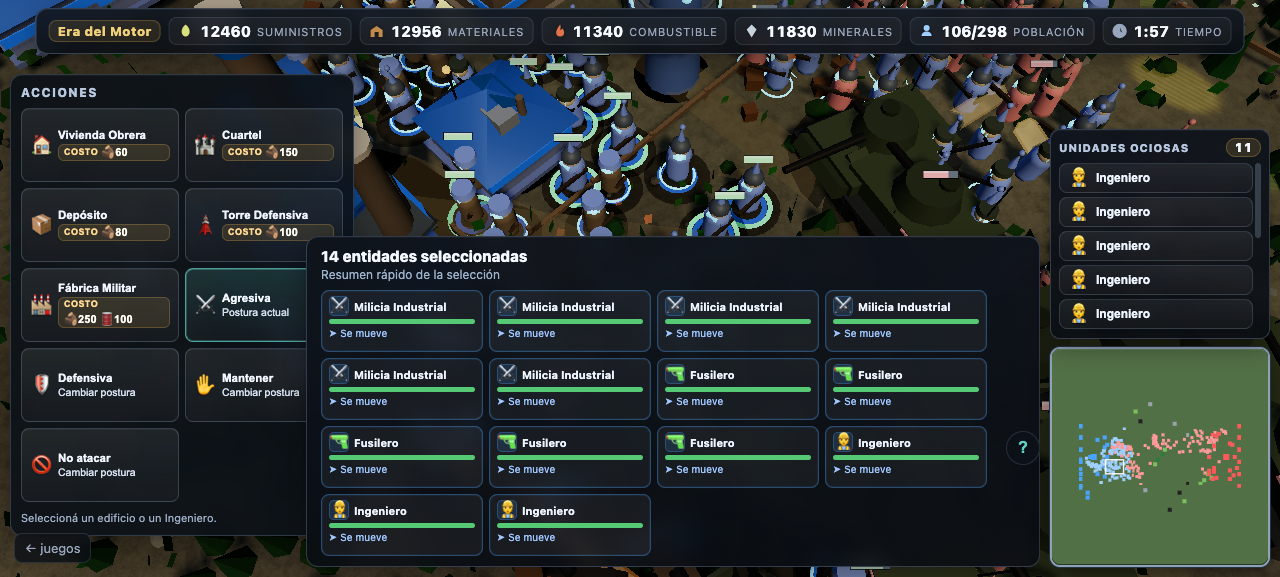 Era del Motor
12460 SUMINISTROS
12956 MATERIALES
11340 COMBUSTIBLE
11830 MINERALES
106/298 POBLACIÓN
1:57 TIEMPO
ACCIONES
Vivienda Obrera
COSTO 60
Cuartel
COSTO 150
Depósito
COSTO 80
Torre Defensiva
COSTO 100
Fábrica Militar
COSTO
250 100
Agresiva
Postura actual
Defensiva
Cambiar postura
Mantener
Cambiar postura
No atacar
Cambiar postura
Seleccioná un edificio o un Ingeniero.
← juegos
14 entidades seleccionadas
Resumen rápido de la selección
Milicia Industrial
➤ Se mueve
Milicia Industrial
➤ Se mueve
Milicia Industrial
➤ Se mueve
Milicia Industrial
➤ Se mueve
Milicia Industrial
➤ Se mueve
Milicia Industrial
➤ Se mueve
Fusilero
➤ Se mueve
Fusilero
➤ Se mueve
Fusilero
➤ Se mueve
Fusilero
➤ Se mueve
Fusilero
➤ Se mueve
Ingeniero
➤ Se mueve
Ingeniero
➤ Se mueve
Ingeniero
➤ Se mueve
?
UNIDADES OCIOSAS 11
Ingeniero
Ingeniero
Ingeniero
Ingeniero
Ingeniero